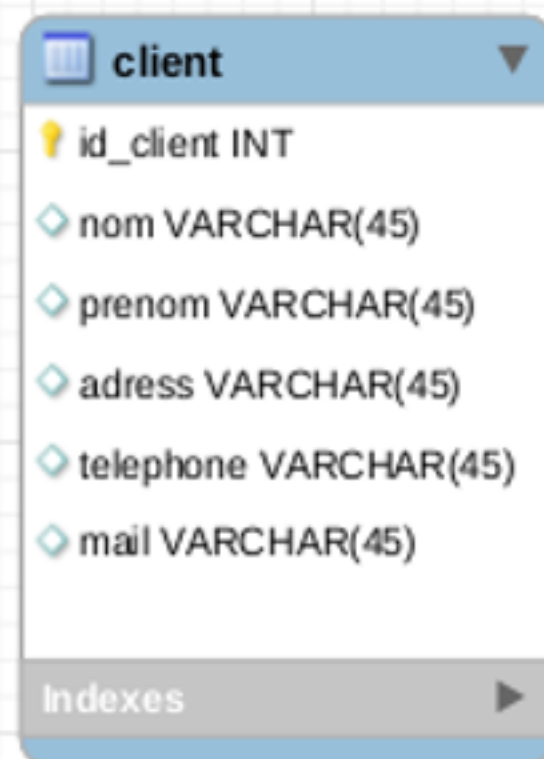 client
id_client INT
nom VARCHAR(45)
prenom VARCHAR(45)
adress VARCHAR(45)
telephone VARCHAR(45)
mail VARCHAR(45)
Indexes